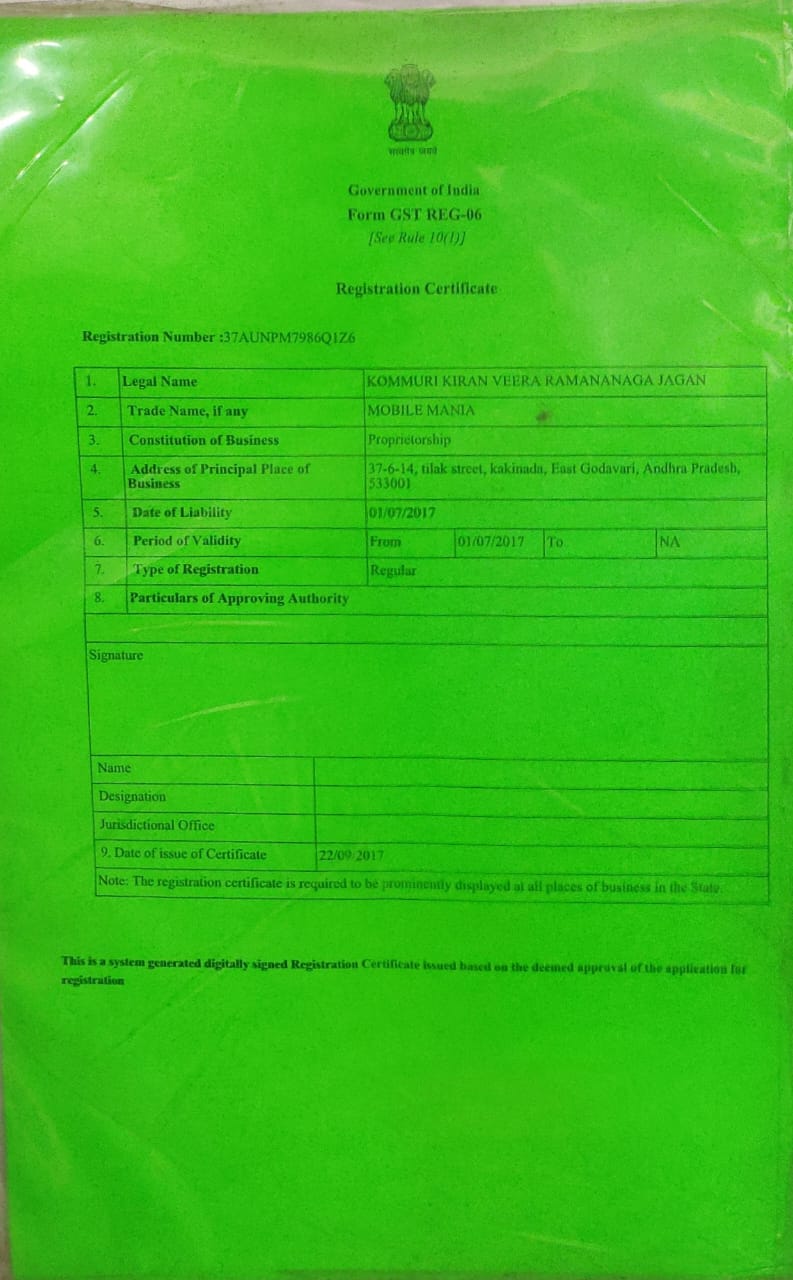 सत्यमेव जयते
Government of India
Form GST REG-06
[See Rule 10(1)]
Registration Certificate
Registration Number :37AUNPM7986Q1Z6
1. Legal Name KOMMURI KIRAN VEERA RAMANANAGA JAGAN
2. Trade Name, if any MOBILE MANIA
3. Constitution of Business Proprietorship
4. Address of Principal Place of 37-6-14, tilak street, kakinada, East Godavari, Andhra Pradesh,
Business 533001
5. Date of Liability 01/07/2017
6. Period of Validity From 01/07/2017 To NA
7. Type of Registration Regular
8. Particulars of Approving Authority
Signature
Name
Designation
Jurisdictional Office
9. Date of issue of Certificate 22/09/2017
Note: The registration certificate is required to be prominently displayed at all places of business in the State.
This is a system generated digitally signed Registration Certificate issued based on the deemed approval of the application for
registration